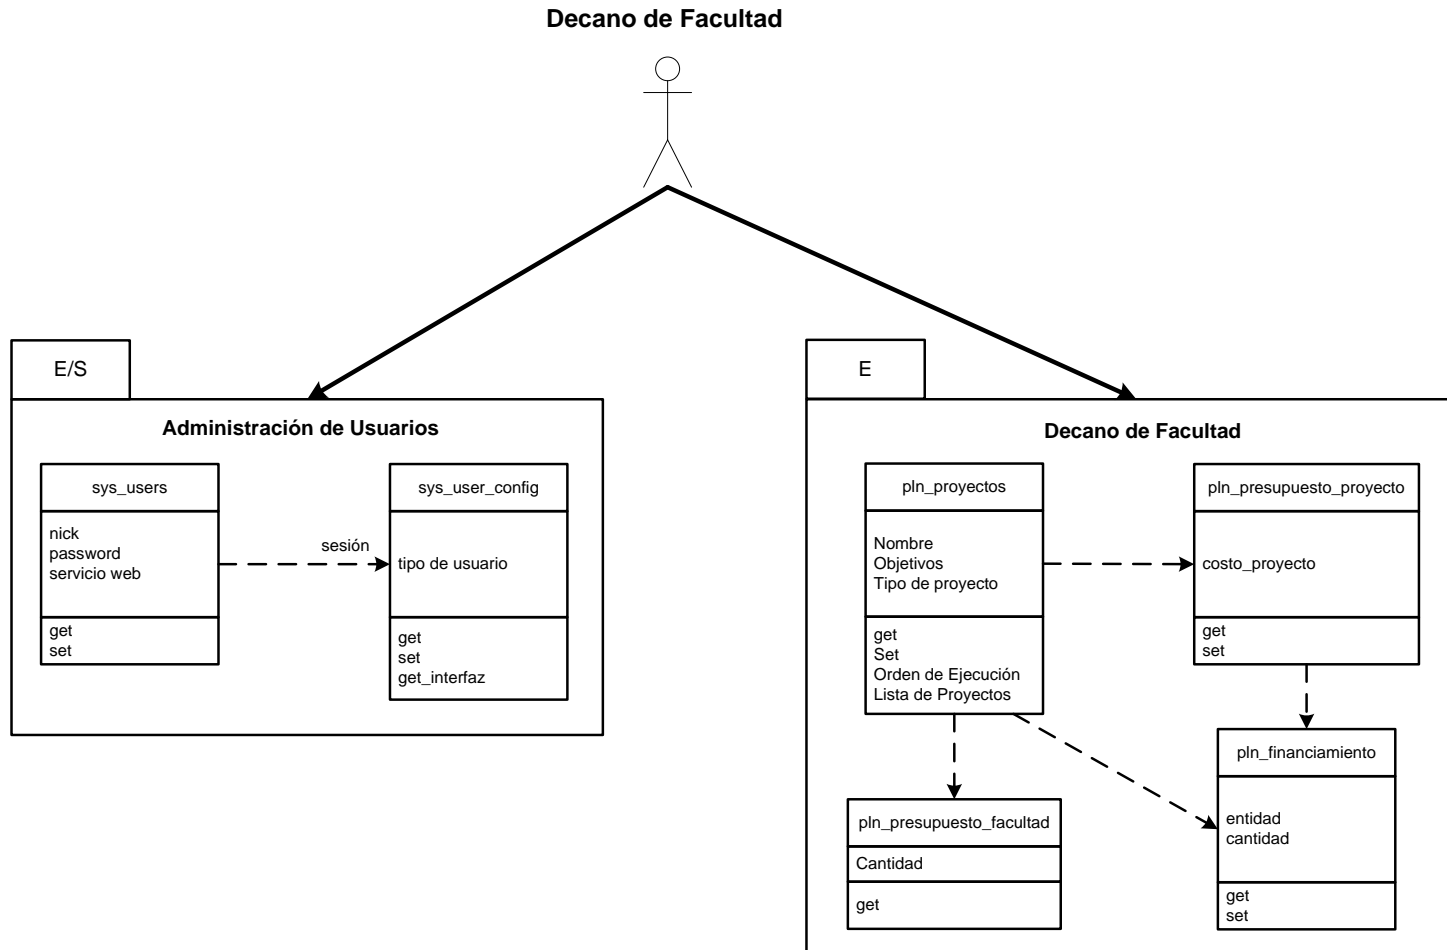 Decano de Facultad
E/S
Administración de Usuarios
sys_users
nick
password
servicio web
get
set
sesión
sys_user_config
tipo de usuario
get
set
get_interfaz
E
Decano de Facultad
pln_proyectos
Nombre
Objetivos
Tipo de proyecto
get
Set
Orden de Ejecución
Lista de Proyectos
pln_presupuesto_proyecto
costo_proyecto
get
set
pln_presupuesto_facultad
Cantidad
get
pln_financiamiento
entidad
cantidad
get
set